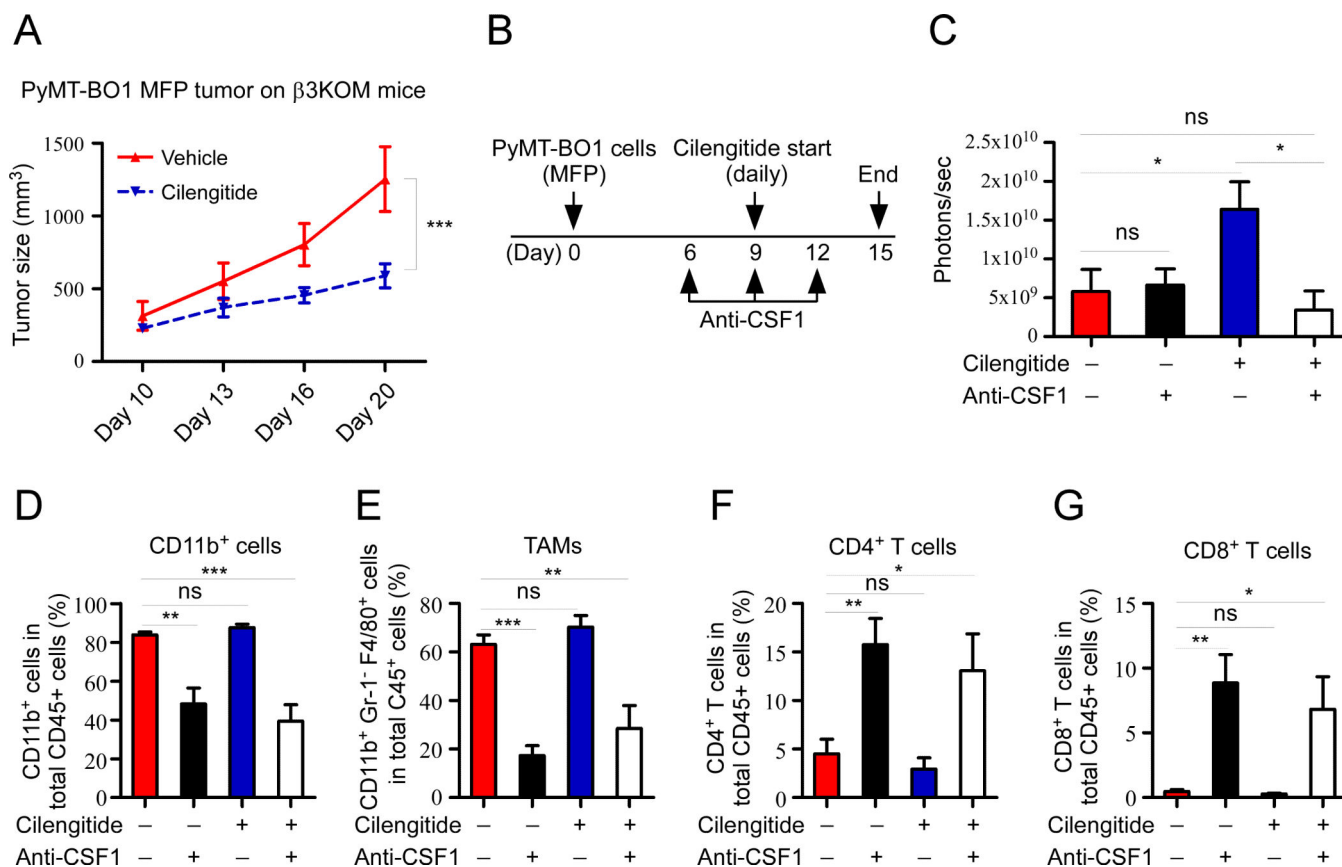 A
PyMT-BO1 MFP tumor on β3KOM mice
Tumor size (mm³)
1500
1000
500
0
Vehicle
Cilengitide
***
Day 10
Day 13
Day 16
Day 20
B
PyMT-BO1 cells
(MFP)
Cilengitide start
(daily)
End
(Day) 0 6 9 12 15
Anti-CSF1
C
Photons/sec
2.5x10¹⁰
2x10¹⁰
1.5x10¹⁰
1x10¹⁰
5x10⁹
0
ns
* *
ns
Cilengitide – – + +
Anti-CSF1 – + – +
D
CD11b⁺ cells
CD11b⁺ cells in
total CD45+ cells (%)
100
80
60
40
20
0
***
ns
**
Cilengitide – – + +
Anti-CSF1 – + – +
E
TAMs
CD11b⁺ Gr-1⁻ F4/80⁺ cells
in total C45⁺ cells (%)
80
60
40
20
0
**
ns
***
– – + +
– + – +
F
CD4⁺ T cells
CD4⁺ T cells in
total CD45+ cells (%)
20
15
10
5
0
*
ns
**
Cilengitide – – + +
Anti-CSF1 – + – +
G
CD8⁺ T cells
CD8⁺ T cells in
total CD45+ cells (%)
15
10
5
0
*
ns
**
– – + +
– + – +